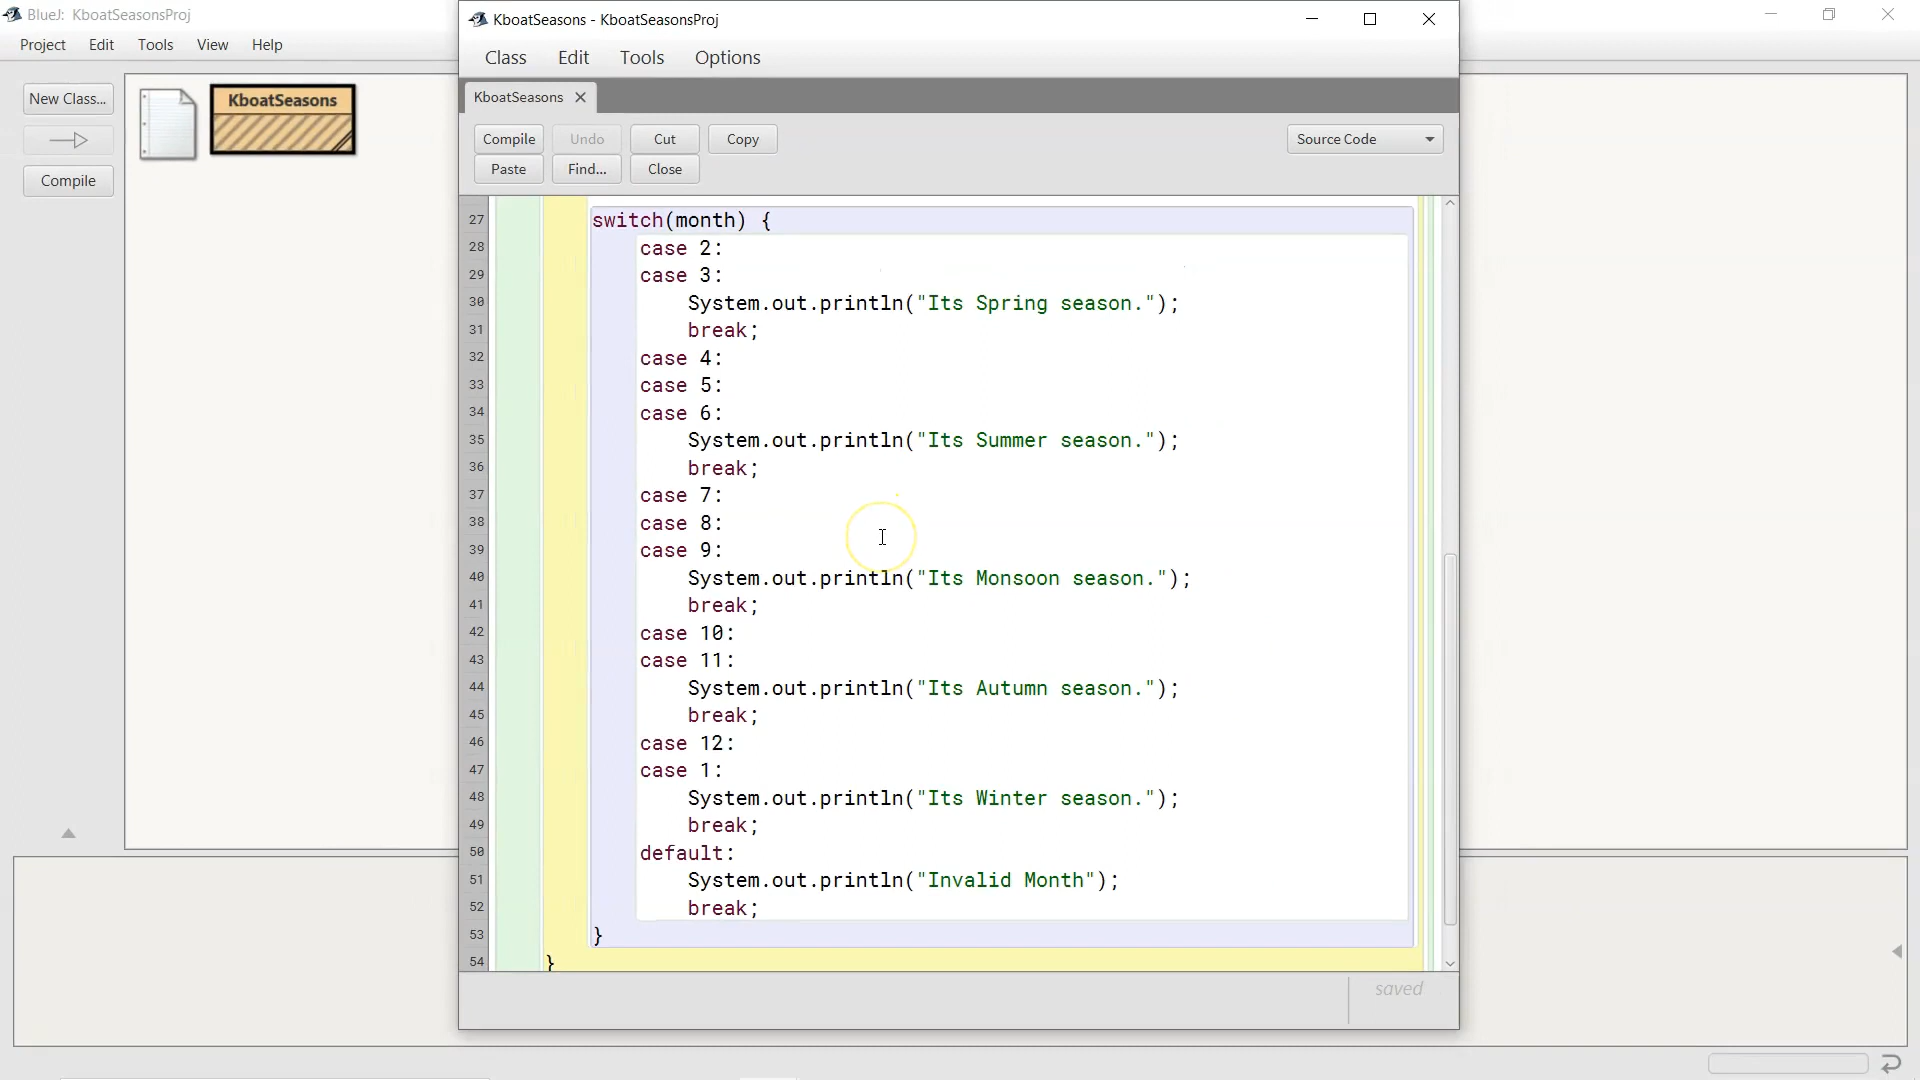 BlueJ: KboatSeasonsProj
Project Edit Tools View Help
New Class...
Compile
KboatSeasons
KboatSeasons - KboatSeasonsProj
Class Edit Tools Options
KboatSeasons
Compile Undo Cut Copy
Paste Find... Close
Source Code
27 switch(month) {
28 case 2:
29 case 3:
30 System.out.println("Its Spring season.");
31 break;
32 case 4:
33 case 5:
34 case 6:
35 System.out.println("Its Summer season.");
36 break;
37 case 7:
38 case 8:
39 case 9:
40 System.out.println("Its Monsoon season.");
41 break;
42 case 10:
43 case 11:
44 System.out.println("Its Autumn season.");
45 break;
46 case 12:
47 case 1:
48 System.out.println("Its Winter season.");
49 break;
50 default:
51 System.out.println("Invalid Month");
52 break;
53 }
54 }
saved